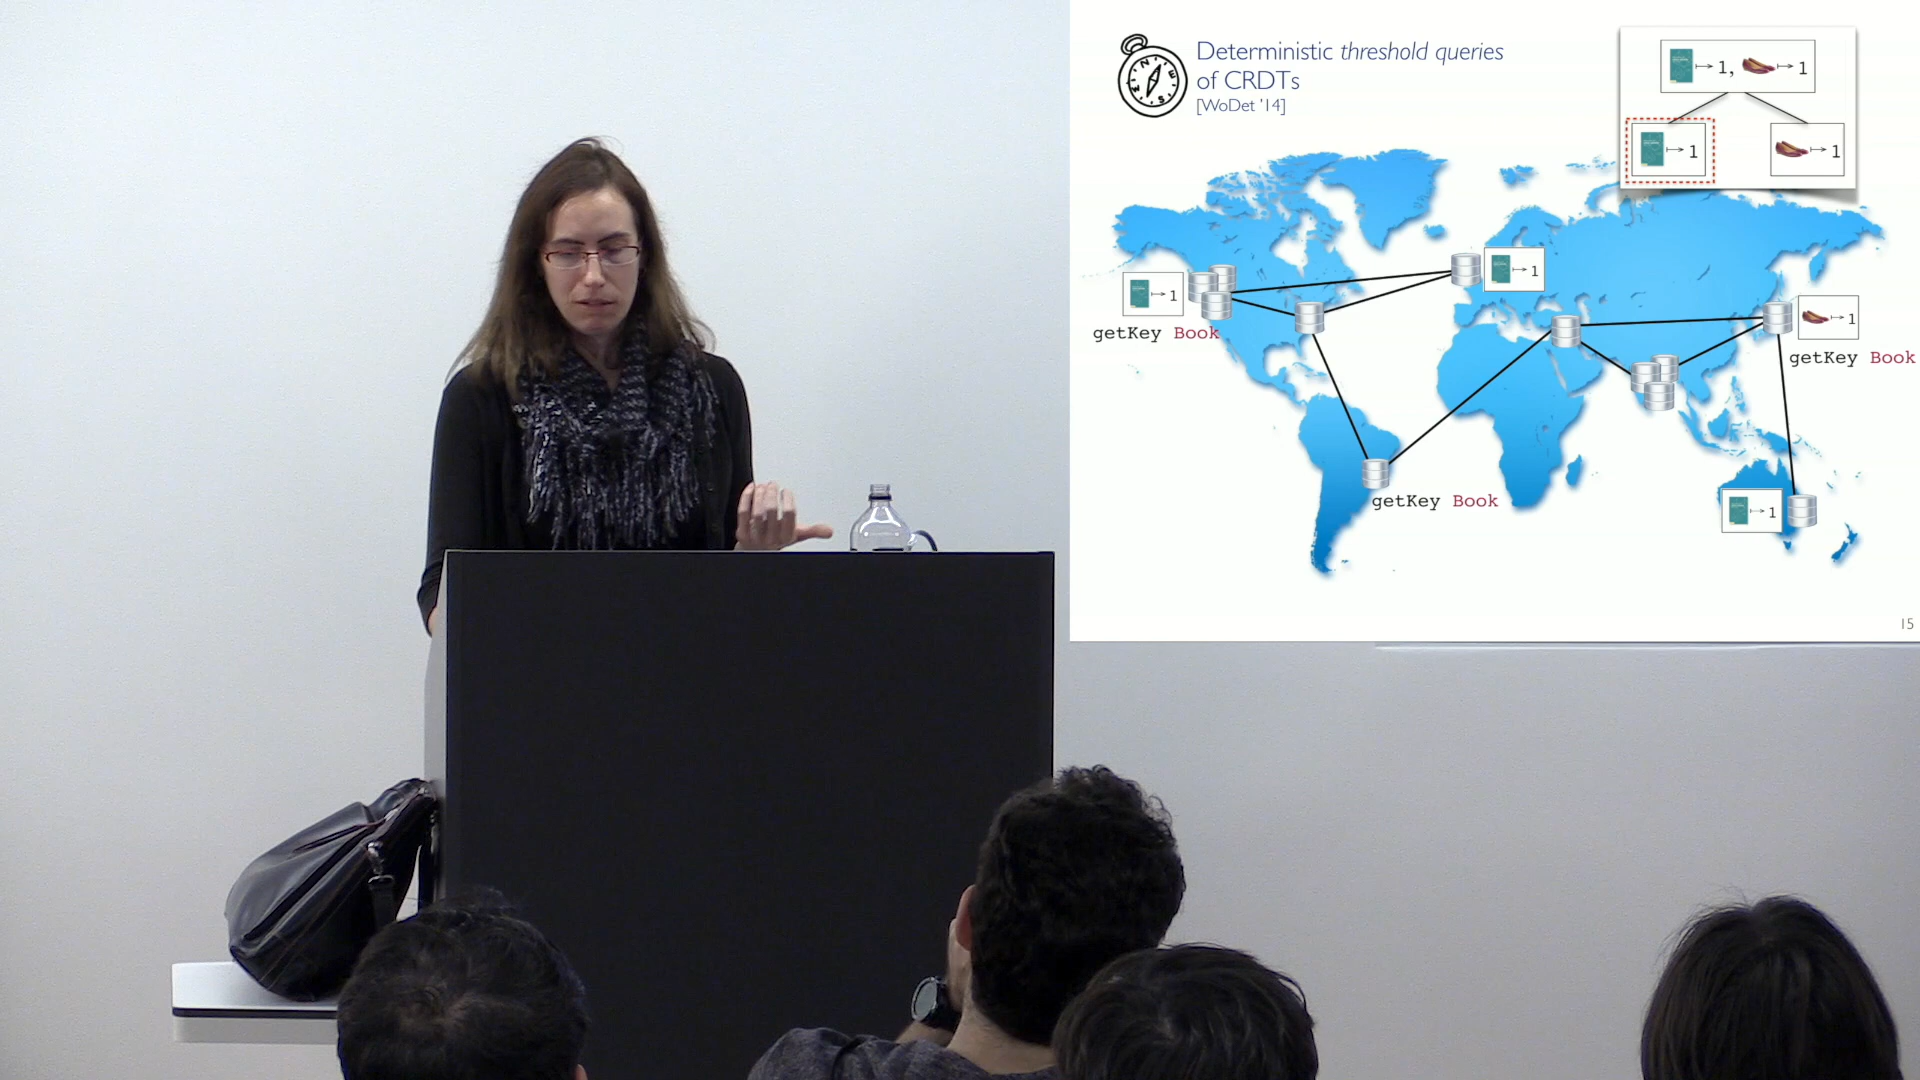 Deterministic threshold queries
of CRDTs
[WoDet '14]
↦ 1, ↦ 1
↦ 1
↦ 1
↦ 1
↦ 1
↦ 1
getKey Book
getKey Book
getKey Book
↦ 1
15